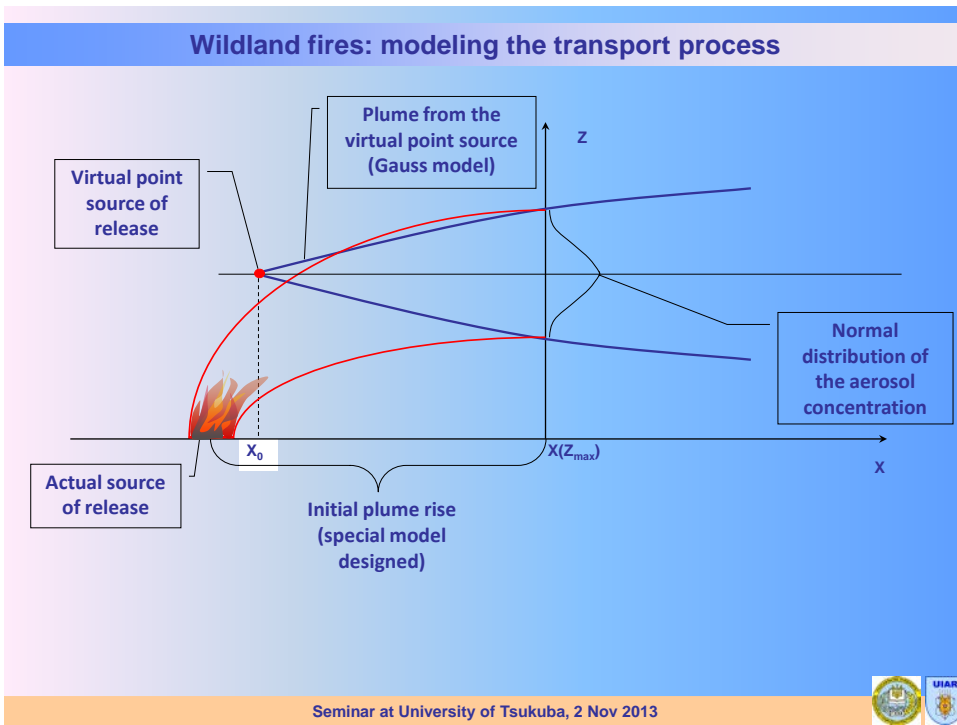 Wildland fires: modeling the transport process
Plume from the
virtual point source
(Gauss model)
Z
Virtual point
source of
release
Normal
distribution of
the aerosol
concentration
X₀
X(Zₘₐₓ)
X
Actual source
of release
Initial plume rise
(special model
designed)
Seminar at University of Tsukuba, 2 Nov 2013
UIAR